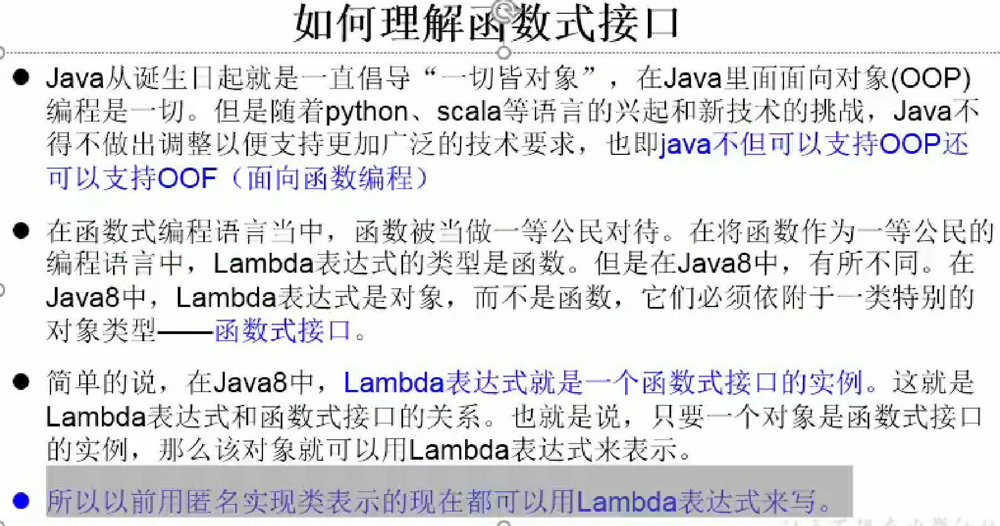 如何理解函数式接口
Java从诞生日起就是一直倡导“一切皆对象”，在Java里面面向对象(OOP)
编程是一切。但是随着python、scala等语言的兴起和新技术的挑战，Java不
得不做出调整以便支持更加广泛的技术要求，也即java不但可以支持OOP还
可以支持OOF（面向函数编程）
在函数式编程语言当中，函数被当做一等公民对待。在将函数作为一等公民的
编程语言中，Lambda表达式的类型是函数。但是在Java8中，有所不同。在
Java8中，Lambda表达式是对象，而不是函数，它们必须依附于一类特别的
对象类型——函数式接口。
简单的说，在Java8中，Lambda表达式就是一个函数式接口的实例。这就是
Lambda表达式和函数式接口的关系。也就是说，只要一个对象是函数式接口
的实例，那么该对象就可以用Lambda表达式来表示。
所以以前用匿名实现类表示的现在都可以用Lambda表达式来写。